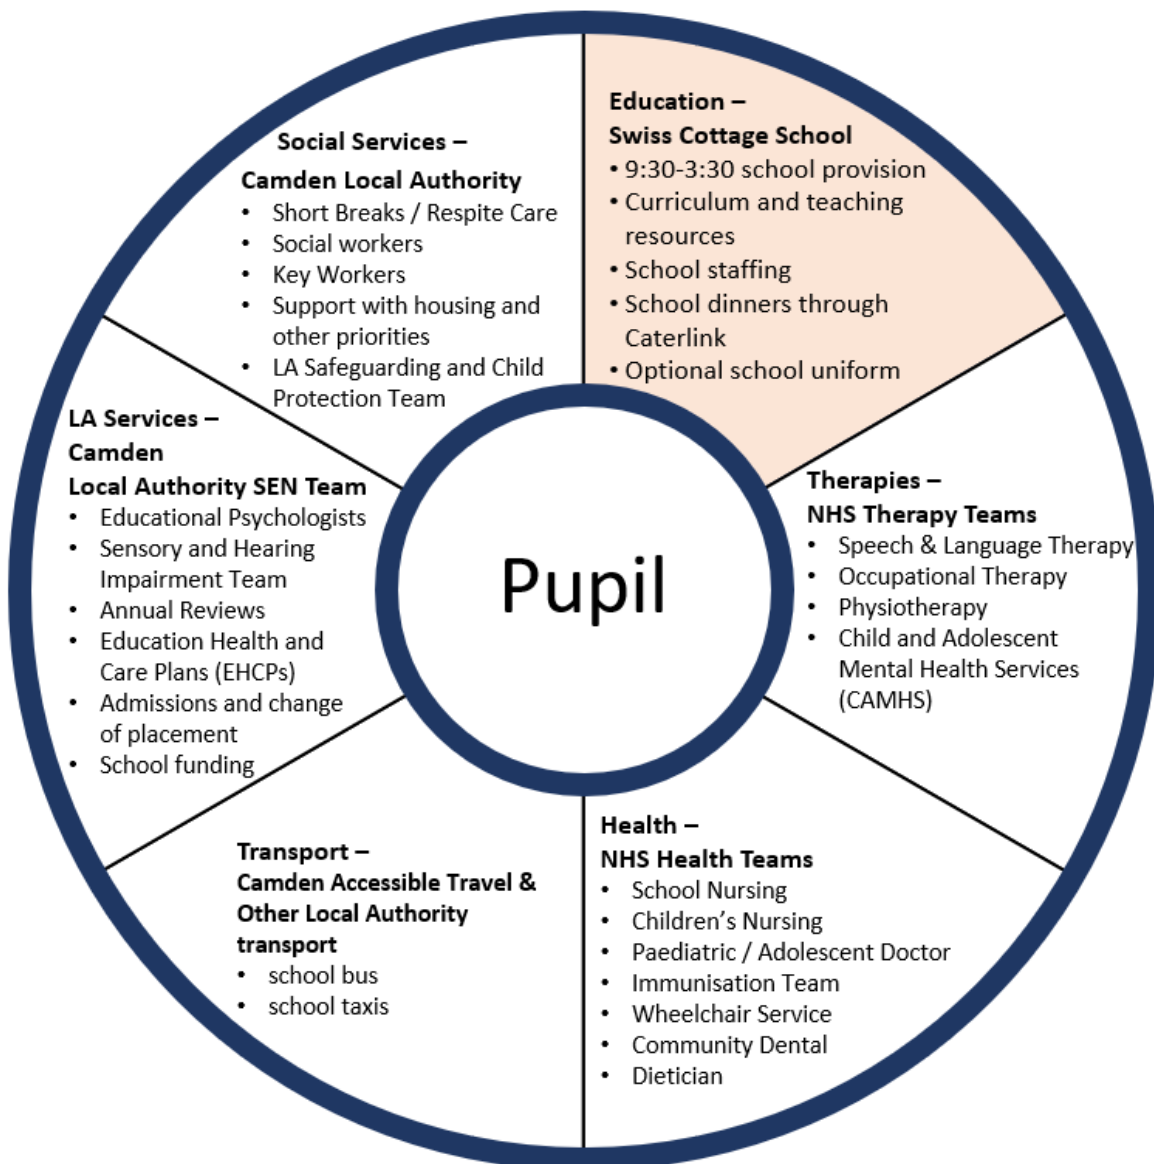 Social Services –
Camden Local Authority
• Short Breaks / Respite Care
• Social workers
• Key Workers
• Support with housing and
other priorities
• LA Safeguarding and Child
Protection Team
Education –
Swiss Cottage School
• 9:30-3:30 school provision
• Curriculum and teaching
resources
• School staffing
• School dinners through
Caterlink
• Optional school uniform
LA Services –
Camden
Local Authority SEN Team
• Educational Psychologists
• Sensory and Hearing
Impairment Team
• Annual Reviews
• Education Health and
Care Plans (EHCPs)
• Admissions and change
of placement
• School funding
Pupil
Therapies –
NHS Therapy Teams
• Speech & Language Therapy
• Occupational Therapy
• Physiotherapy
• Child and Adolescent
Mental Health Services
(CAMHS)
Transport –
Camden Accessible Travel &
Other Local Authority
transport
• school bus
• school taxis
Health –
NHS Health Teams
• School Nursing
• Children’s Nursing
• Paediatric / Adolescent Doctor
• Immunisation Team
• Wheelchair Service
• Community Dental
• Dietician